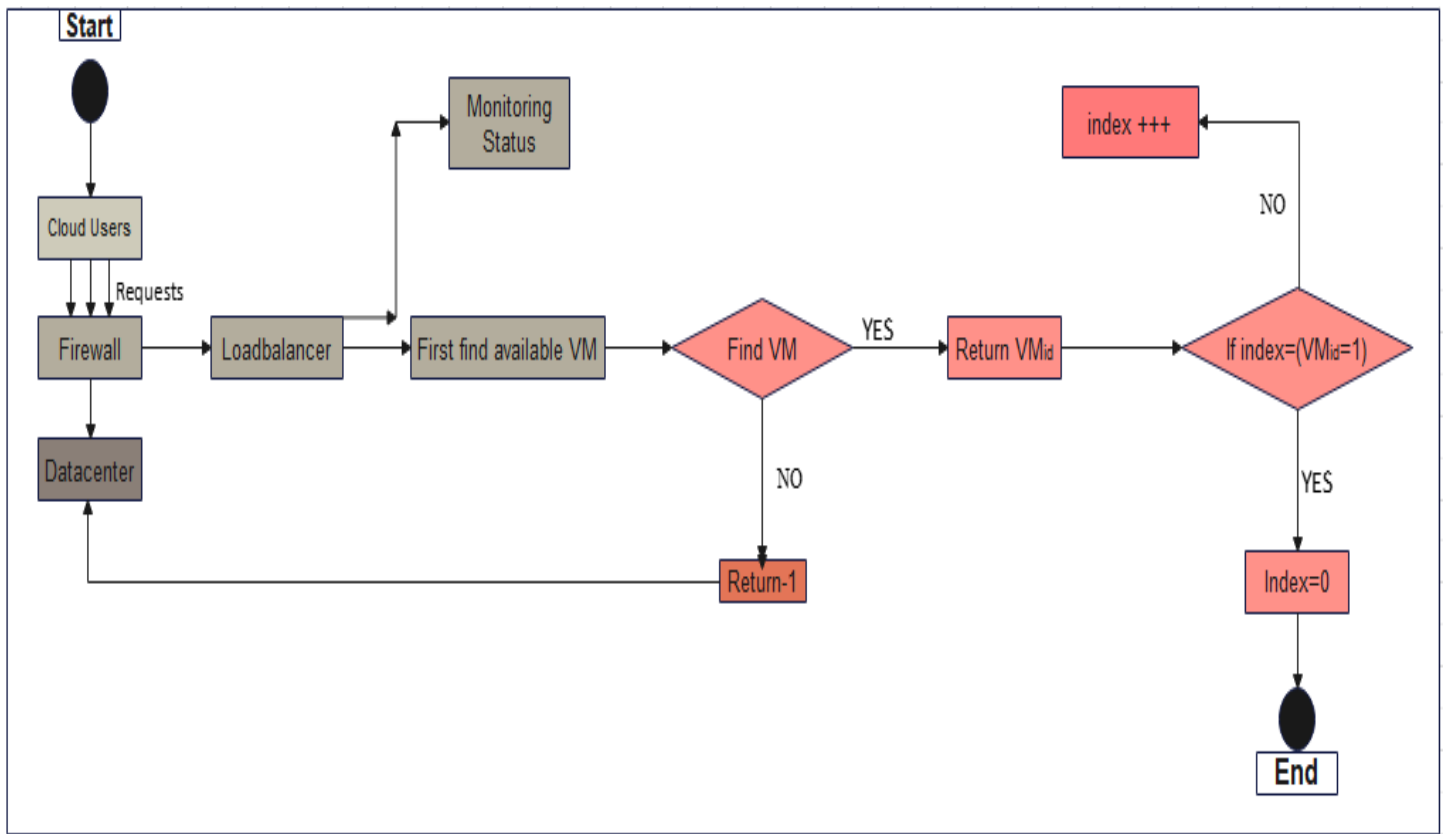 Start
Monitoring
Status
index +++
Cloud Users
NO
Requests
Firewall
Loadbalancer
First find available VM
Find VM
YES
Return VMid
If index=(VMid=1)
Datacenter
NO
YES
Return-1
Index=0
End